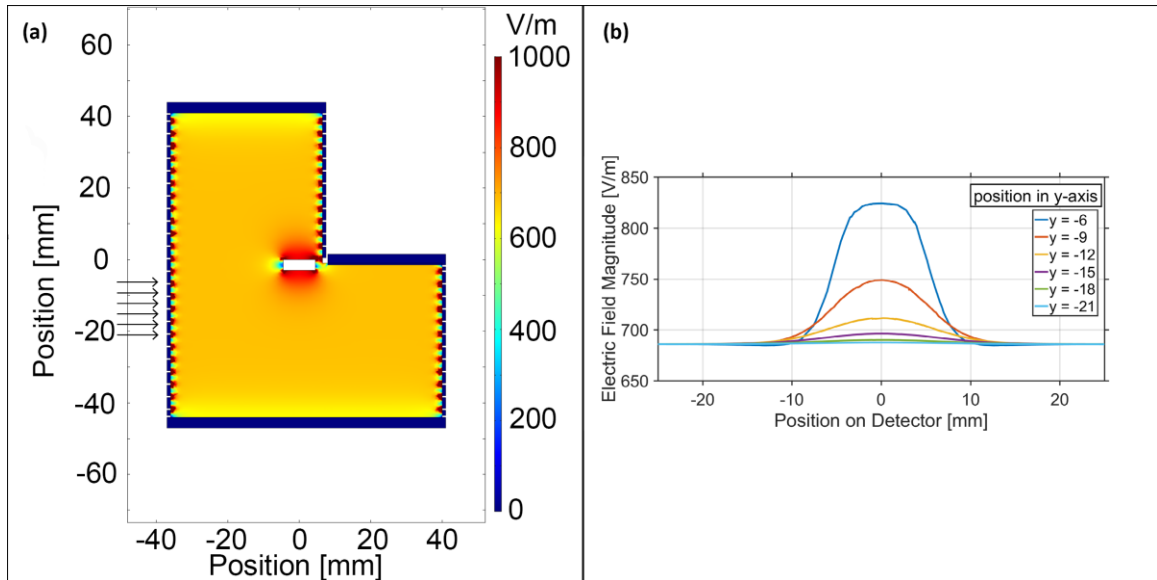 (a)
V/m
60
40
20
0
-20
-40
-60
Position [mm]
-40 -20 0 20 40
Position [mm]
1000
800
600
400
200
0
(b)
Electric Field Magnitude [V/m]
850
800
750
700
650
-20 -10 0 10 20
Position on Detector [mm]
position in y-axis
y = -6
y = -9
y = -12
y = -15
y = -18
y = -21